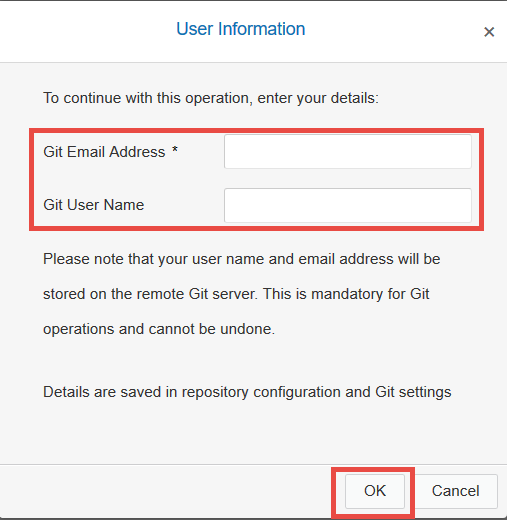 User Information
×
To continue with this operation, enter your details:
Git Email Address *
Git User Name
Please note that your user name and email address will be
stored on the remote Git server. This is mandatory for Git
operations and cannot be undone.
Details are saved in repository configuration and Git settings
OK Cancel